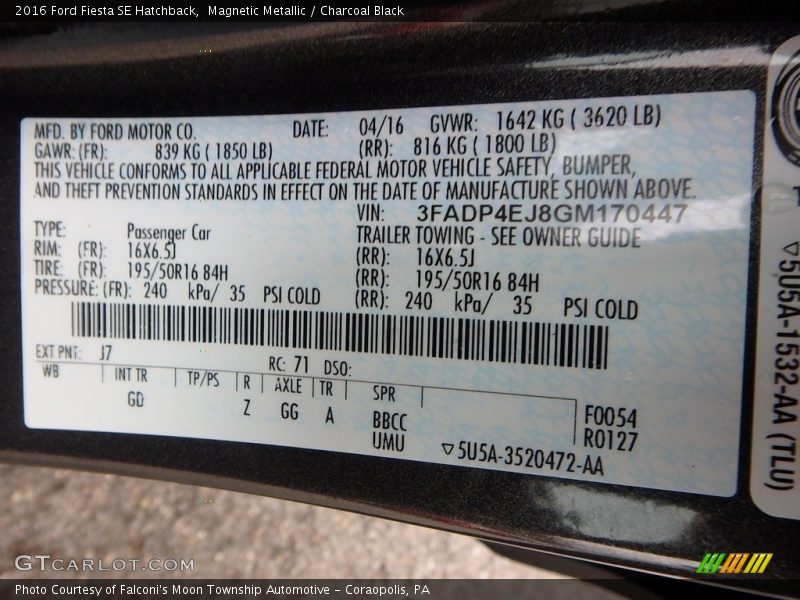 2016 Ford Fiesta SE Hatchback, Magnetic Metallic / Charcoal Black
MFD. BY FORD MOTOR CO. DATE: 04/16 GVWR: 1642 KG ( 3620 LB)
GAWR: (FR): 839 KG ( 1850 LB) (RR): 816 KG ( 1800 LB)
THIS VEHICLE CONFORMS TO ALL APPLICABLE FEDERAL MOTOR VEHICLE SAFETY, BUMPER,
AND THEFT PREVENTION STANDARDS IN EFFECT ON THE DATE OF MANUFACTURE SHOWN ABOVE.
VIN: 3FADP4EJ8GM170447
TYPE: Passenger Car TRAILER TOWING - SEE OWNER GUIDE
RIM: (FR): 16X6.5J (RR): 16X6.5J
TIRE: (FR): 195/50R16 84H (RR): 195/50R16 84H
PRESSURE: (FR): 240 kPa/ 35 PSI COLD (RR): 240 kPa/ 35 PSI COLD
EXT PNT: J7 RC: 71 DSO:
WB INT TR TP/PS R AXLE TR SPR
GD Z GG A BBCC F0054
UMU R0127
▽5U5A-3520472-AA
▽5U5A-1532-AA (TLU)
GTCARLOT.COM
Photo Courtesy of Falconi's Moon Township Automotive - Coraopolis, PA